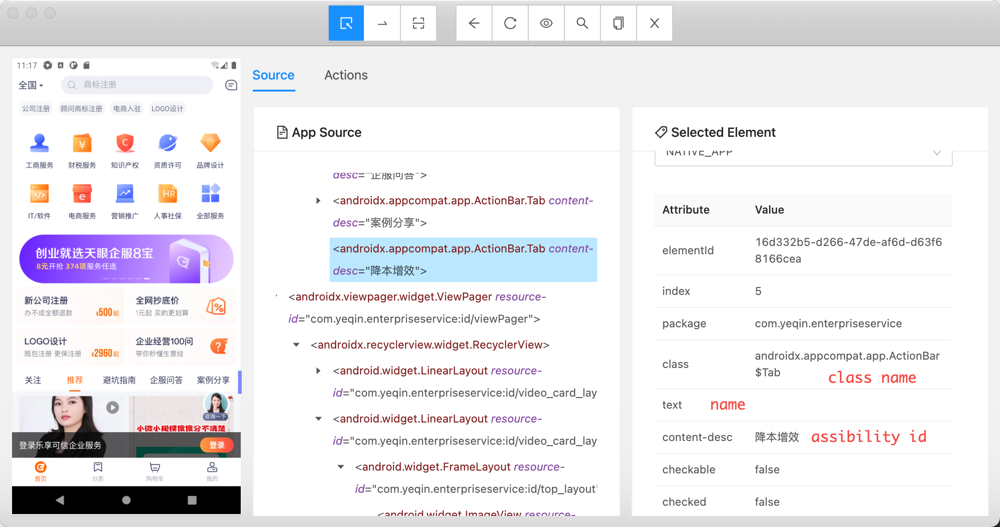 11:17
全国
商标注册
公司注册 顾问商标注册 电商入驻 LOGO设计
工商服务 财税服务 知识产权 资质许可 品牌设计
IT/软件 电商服务 营销推广 人事社保 全部服务
创业就选天眼企服8宝
8元开抢 374项服务任选
新公司注册
办不成全额退款
¥500起
全网抄底价
1元起 买的更划算
LOGO设计
既包注册 更保注册
¥2960起
企业经营100问
带你秒懂生意经
关注 推荐 避坑指南 企服问答 案例分享
咨询一下
小微小规模傻傻分不清楚
登录乐享可信企业服务
登录
首页 分类 购物车 我的
Source Actions
App Source
desc="企服问答">
<androidx.appcompat.app.ActionBar.Tab content-
desc="案例分享">
<androidx.appcompat.app.ActionBar.Tab content-
desc="降本增效">
<androidx.viewpager.widget.ViewPager resource-
id="com.yeqin.enterpriseservice:id/viewPager">
<androidx.recyclerview.widget.RecyclerView>
<android.widget.LinearLayout resource-
id="com.yeqin.enterpriseservice:id/video_card_lay
<android.widget.LinearLayout resource-
id="com.yeqin.enterpriseservice:id/video_card_lay
<android.widget.FrameLayout resource-
id="com.yeqin.enterpriseservice:id/top_layout"
<android.widget.ImageView resource-
Selected Element
NATIVE_APP
Attribute Value
elementId 16d332b5-d266-47de-af6d-d63f6
8166cea
index 5
package com.yeqin.enterpriseservice
class androidx.appcompat.app.ActionBar
$Tab
class name
text name
content-desc 降本增效 assibility id
checkable false
checked false